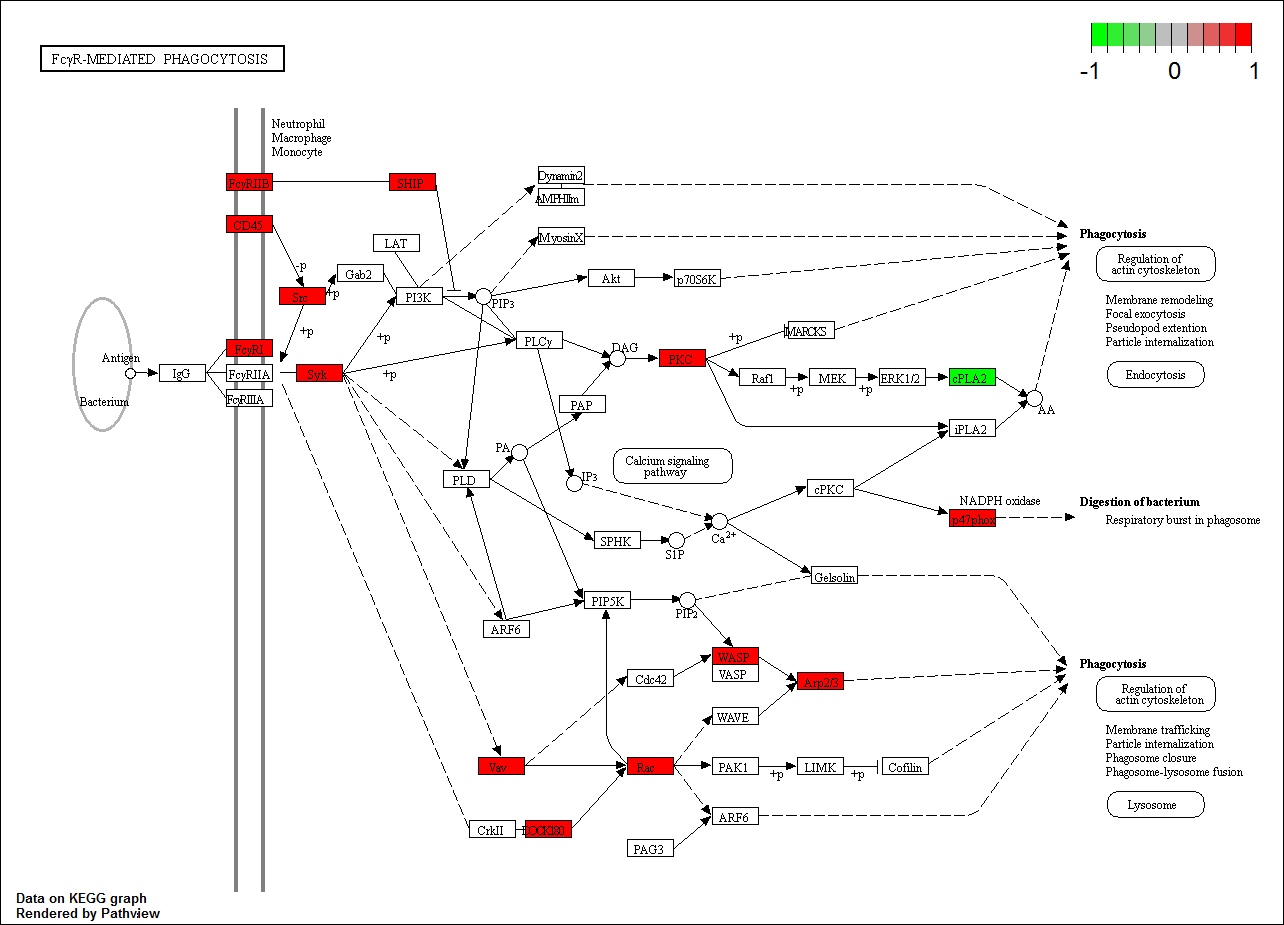 FcγR-MEDIATED PHAGOCYTOSIS
-1
0
1
Neutrophil
Macrophage
Monocyte
FcγRIIB
SHIP
Dynamin2
AMPHIIm
CD45
LAT
MyosinX
Phagocytosis
-p
Gab2
Akt
p70S6K
Regulation of
actin cytoskeleton
Src
+p
PI3K
PIP3
Membrane remodeling
Focal exocytosis
Pseudopod extention
Particle internalization
+p
+p
PLCγ
+p
MARCKS
Antigen
FcγRI
DAG
PKC
IgG
FcγRIIA
Syk
+p
Raf1
+p
MEK
+p
ERK1/2
cPLA2
Endocytosis
Bacterium
FcγRIIIA
PAP
AA
iPLA2
PA
Calcium signaling
pathway
PLD
IP3
cPKC
NADPH oxidase
Digestion of bacterium
p47phox
Respiratory burst in phagosome
SPHK
S1P
Ca2+
Gelsolin
PIP5K
PIP2
ARF6
WASP
VASP
Phagocytosis
Cdc42
Arp2/3
Regulation of
actin cytoskeleton
WAVE
Membrane trafficking
Particle internalization
Phagosome closure
Phagosome-lysosome fusion
Vav
Rac
PAK1
+p
LIMK
+p
Cofilin
Lysosome
CrkII
DOCK180
ARF6
PAG3
Data on KEGG graph
Rendered by Pathview